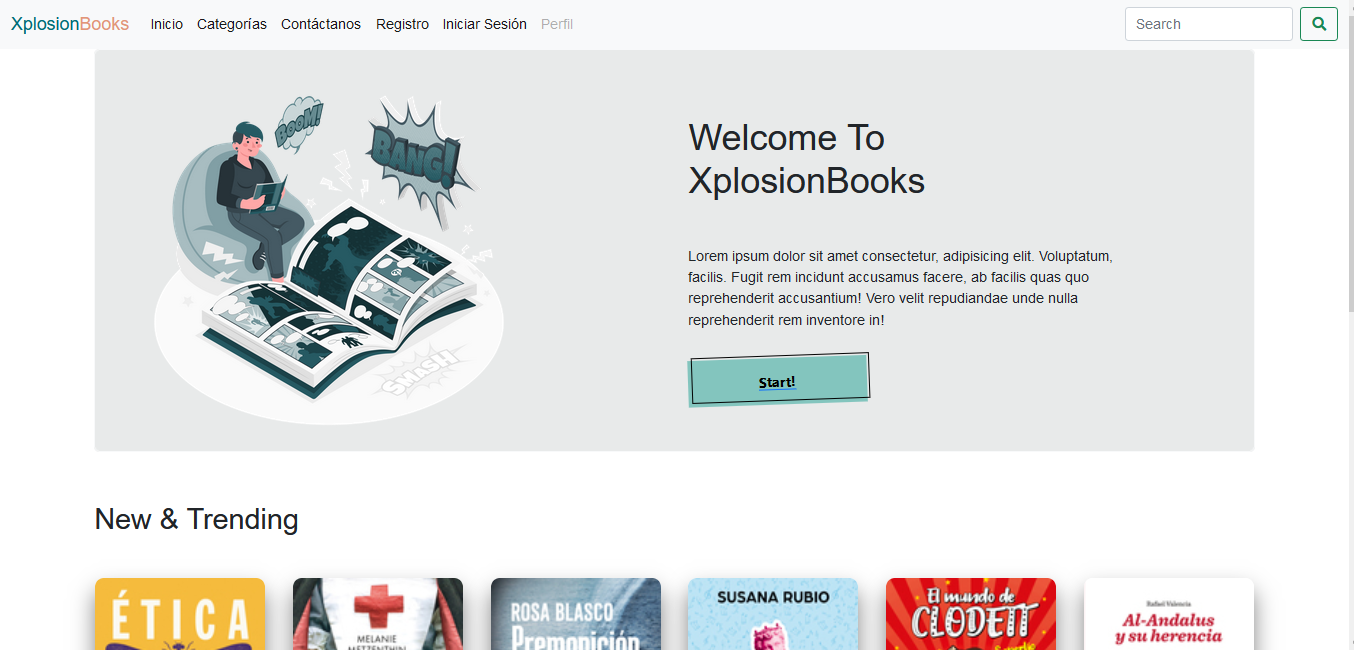 XplosionBooks Inicio Categorías Contáctanos Registro Iniciar Sesión Perfil Search
BOOM!
BANG!
Welcome To
XplosionBooks
Lorem ipsum dolor sit amet consectetur, adipisicing elit. Voluptatum,
facilis. Fugit rem incidunt accusamus facere, ab facilis quas quo
reprehenderit accusantium! Vero velit repudiandae unde nulla
reprehenderit rem inventore in!
SMASH
Start!
New & Trending
ÉTICA
MELANIE
METZENTHIN
ROSA BLASCO
Premonición
SUSANA RUBIO
El mundo de
CLODETT
Rafael Valencia
Al-Andalus
y su herencia